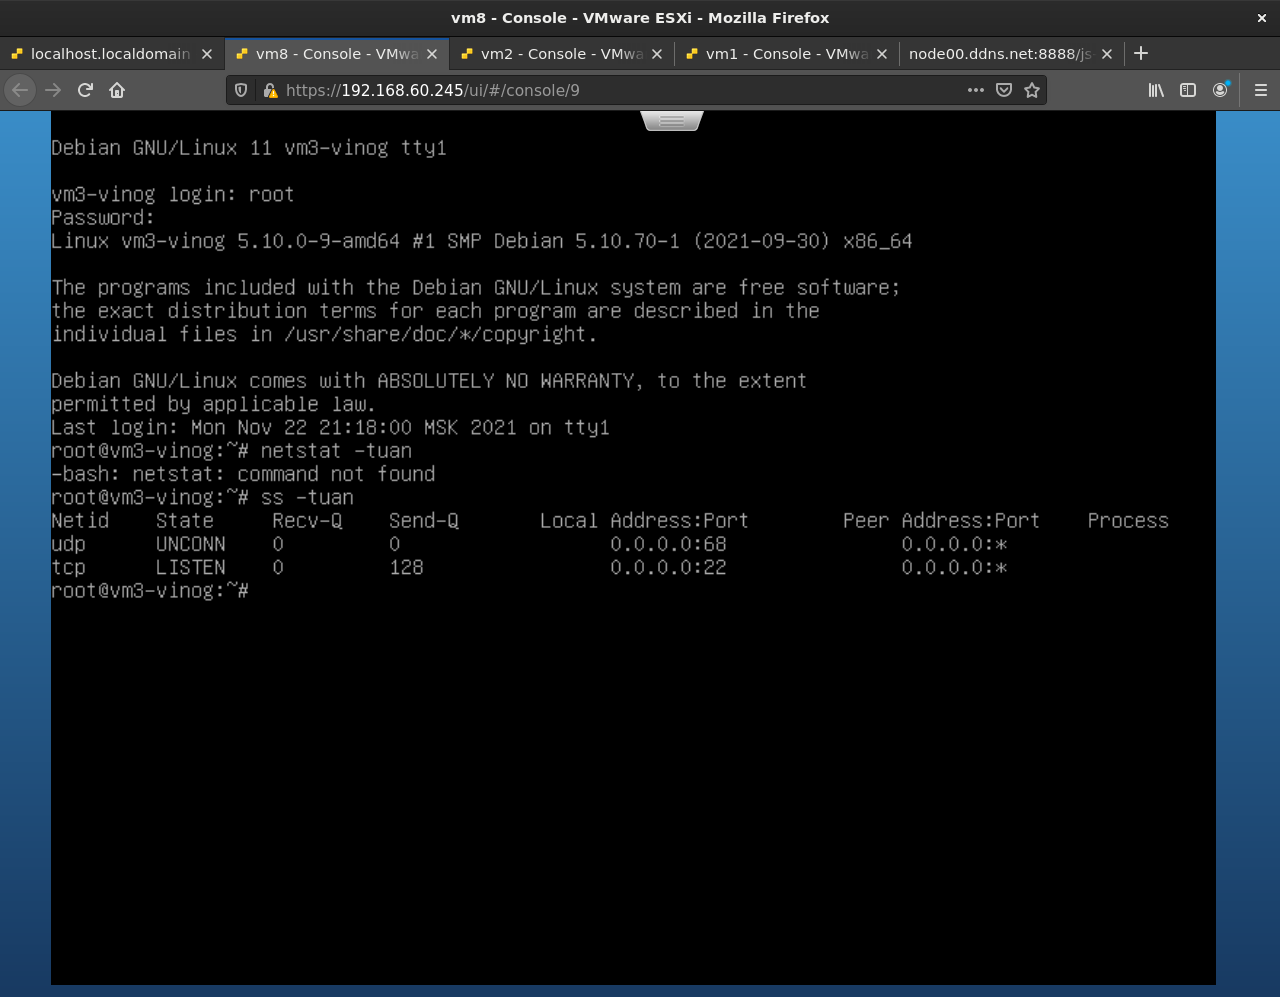 vm8 - Console - VMware ESXi - Mozilla Firefox
localhost.localdomain
vm8 - Console - VMwa
vm2 - Console - VMwa
vm1 - Console - VMwa
node00.ddns.net:8888/js
https://192.168.60.245/ui/#/console/9
Debian GNU/Linux 11 vm3-vinog tty1
vm3-vinog login: root
Password:
Linux vm3-vinog 5.10.0-9-amd64 #1 SMP Debian 5.10.70-1 (2021-09-30) x86_64
The programs included with the Debian GNU/Linux system are free software;
the exact distribution terms for each program are described in the
individual files in /usr/share/doc/*/copyright.
Debian GNU/Linux comes with ABSOLUTELY NO WARRANTY, to the extent
permitted by applicable law.
Last login: Mon Nov 22 21:18:00 MSK 2021 on tty1
root@vm3-vinog:~# netstat -tuan
-bash: netstat: command not found
root@vm3-vinog:~# ss -tuan
Netid State Recv-Q Send-Q Local Address:Port Peer Address:Port Process
udp UNCONN 0 0 0.0.0.0:68 0.0.0.0:*
tcp LISTEN 0 128 0.0.0.0:22 0.0.0.0:*
root@vm3-vinog:~#